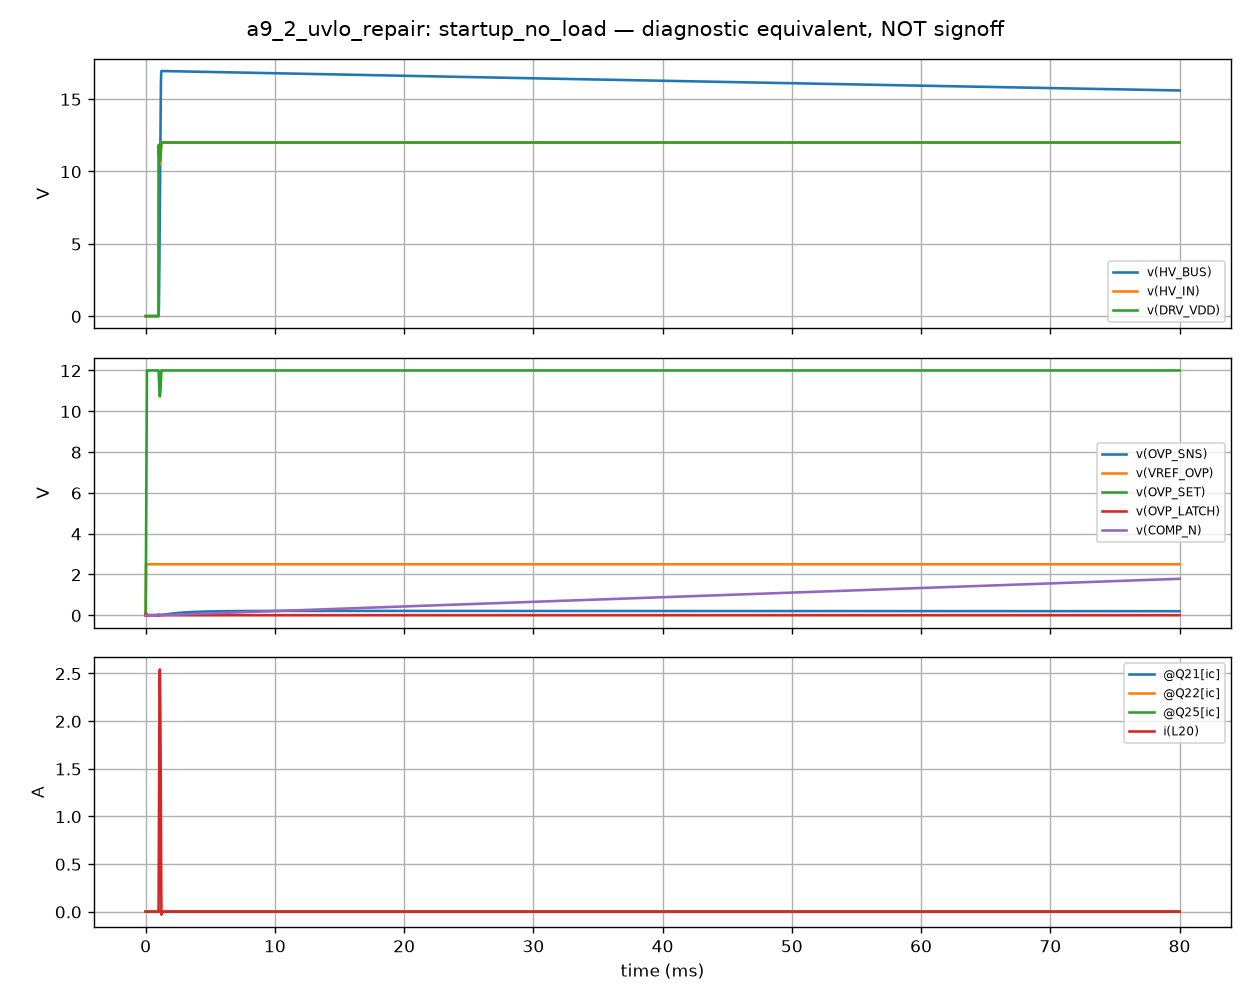 a9_2_uvlo_repair: startup_no_load — diagnostic equivalent, NOT signoff
15
10
5
0
V
v(HV_BUS)
v(HV_IN)
v(DRV_VDD)
12
10
8
6
4
2
0
V
v(OVP_SNS)
v(VREF_OVP)
v(OVP_SET)
v(OVP_LATCH)
v(COMP_N)
2.5
2.0
1.5
1.0
0.5
0.0
A
@Q21[ic]
@Q22[ic]
@Q25[ic]
i(L20)
0 10 20 30 40 50 60 70 80
time (ms)